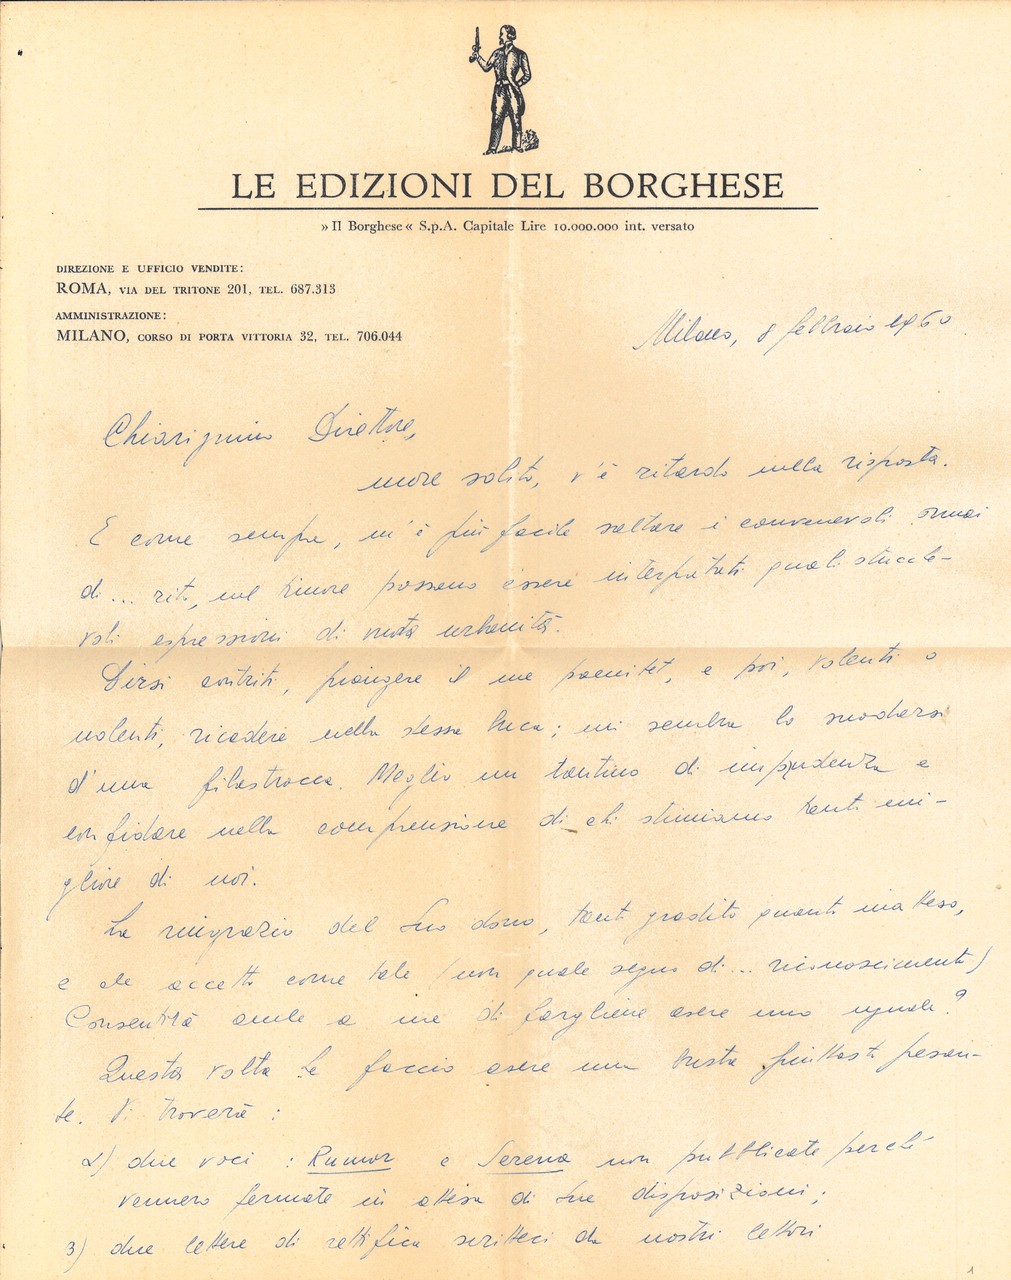 LE EDIZIONI DEL BORGHESE
» Il Borghese « S.p.A. Capitale Lire 10.000.000 int. versato
DIREZIONE E UFFICIO VENDITE:
ROMA, VIA DEL TRITONE 201, TEL. 687.313
AMMINISTRAZIONE:
MILANO, CORSO DI PORTA VITTORIA 32, TEL. 706.044
Milano, 8 febbraio 1960
Chiarissimo Direttore,
more solito, v'è ritardo nella risposta.
E come sempre, m'è più facile saltare i convenevoli ormai
di... rito, nel timore possano essere interpretati quali stucche-
voli espressioni di vuota urbanità.
Dirsi contriti, piangere il me paenitet, e poi, volenti o
nolenti, ricadere nella stessa buca; mi sembra lo snodarsi
d'una filastrocca. Meglio un tantino di impudenza e
confidare nella comprensione di chi stimiamo tanto mi-
gliore di noi.
La ringrazio del Suo dono, tanto gradito quanto inatteso,
e che accetto come tale (non quale segno di... riconoscimento)
Consentirà anche a me di fargliene avere uno uguale?
Questa volta Le faccio avere una busta piuttosto pesan-
te. Vi troverà:
2) due voci: Rumor e Serena non pubblicate perché
vennero fermate in attesa di Sue disposizioni;
3) due lettere di rettifica scritteci da nostri lettori
1